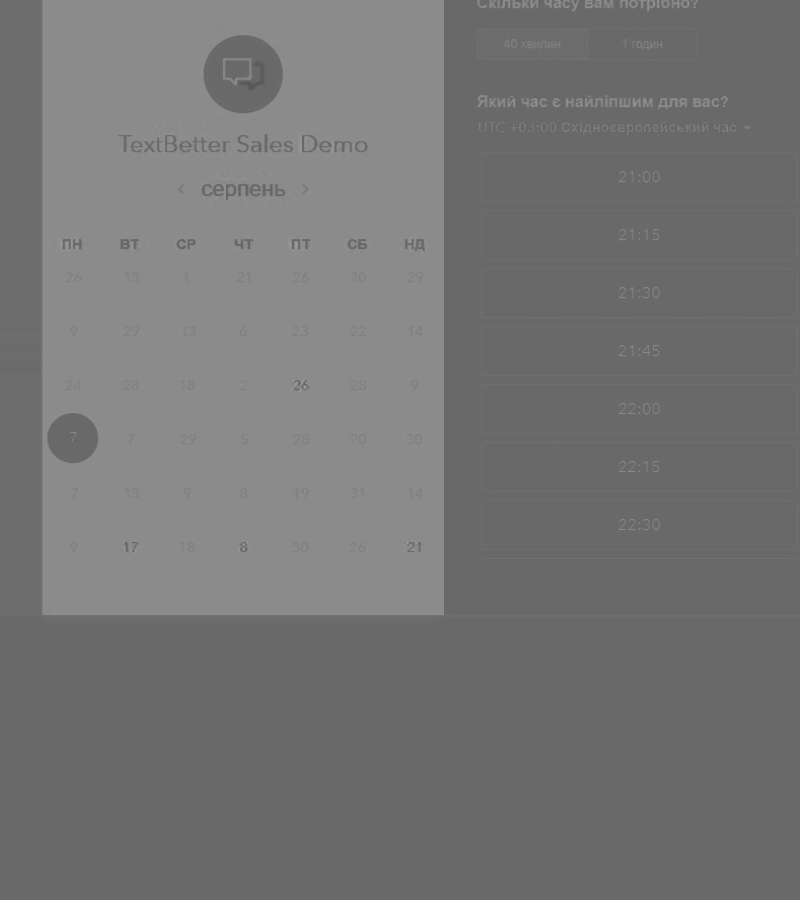 TextBetter Sales Demo
серпень
ПН ВТ СР ЧТ ПТ СБ НД
26 13 1 21 26 20 29
9 29 13 6 23 22 14
24 28 18 2 26 28 9
7 7 29 5 28 20 30
7 13 9 8 19 31 14
9 17 18 8 30 26 21
Скільки часу вам потрібно?
40 хвилин 1 годин
Який час є найліпшим для вас?
UTC +03:00 Східноєвропейський час
21:00
21:15
21:30
21:45
22:00
22:15
22:30